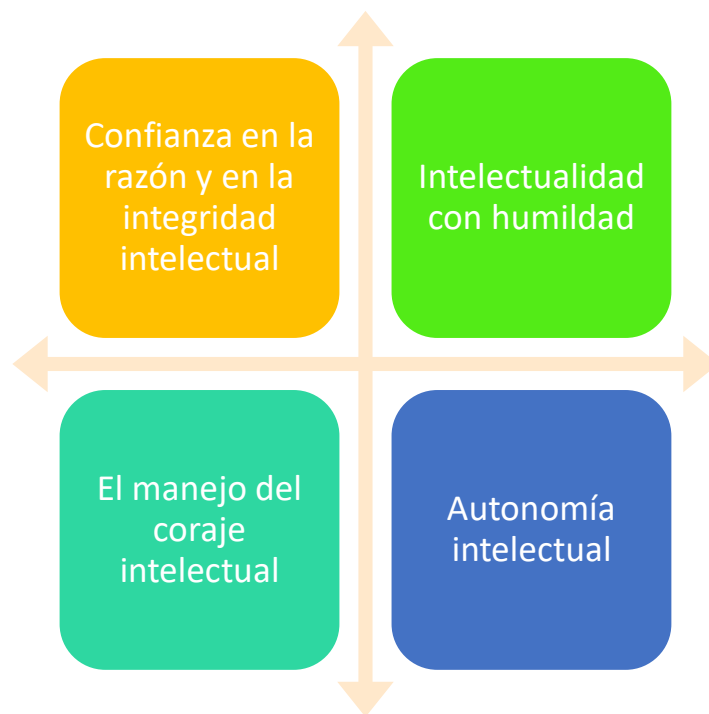 Confianza en la
razón y en la
integridad
intelectual
Intelectualidad
con humildad
El manejo del
coraje
intelectual
Autonomía
intelectual